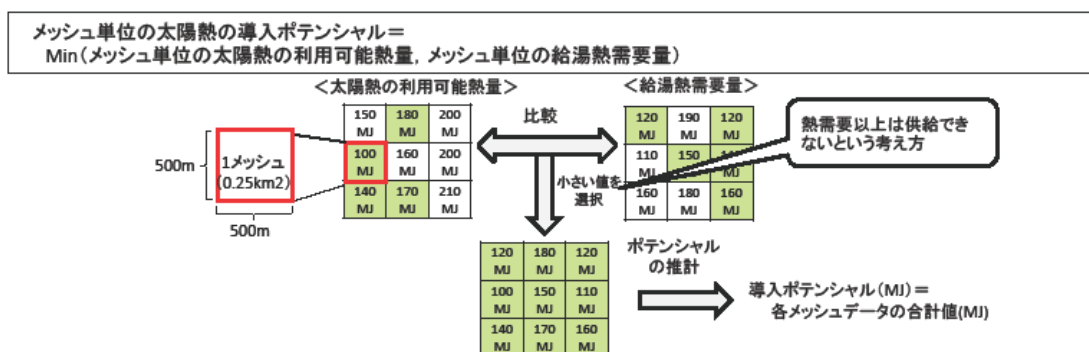 メッシュ単位の太陽熱の導入ポテンシャル＝
Min（メッシュ単位の太陽熱の利用可能熱量, メッシュ単位の給湯熱需要量）
＜太陽熱の利用可能熱量＞
＜給湯熱需要量＞
150 MJ 180 MJ 200 MJ
100 MJ 160 MJ 200 MJ
140 MJ 170 MJ 210 MJ
500m
1メッシュ
(0.25km2)
500m
比較
小さい値を
選択
120 MJ 190 MJ 120 MJ
110 MJ 150 MJ MJ
160 MJ 180 MJ 160 MJ
熱需要以上は供給でき
ないという考え方
120 MJ 180 MJ 120 MJ
100 MJ 150 MJ 110 MJ
140 MJ 170 MJ 160 MJ
ポテンシャル
の推計
導入ポテンシャル（MJ）＝
各メッシュデータの合計値(MJ)